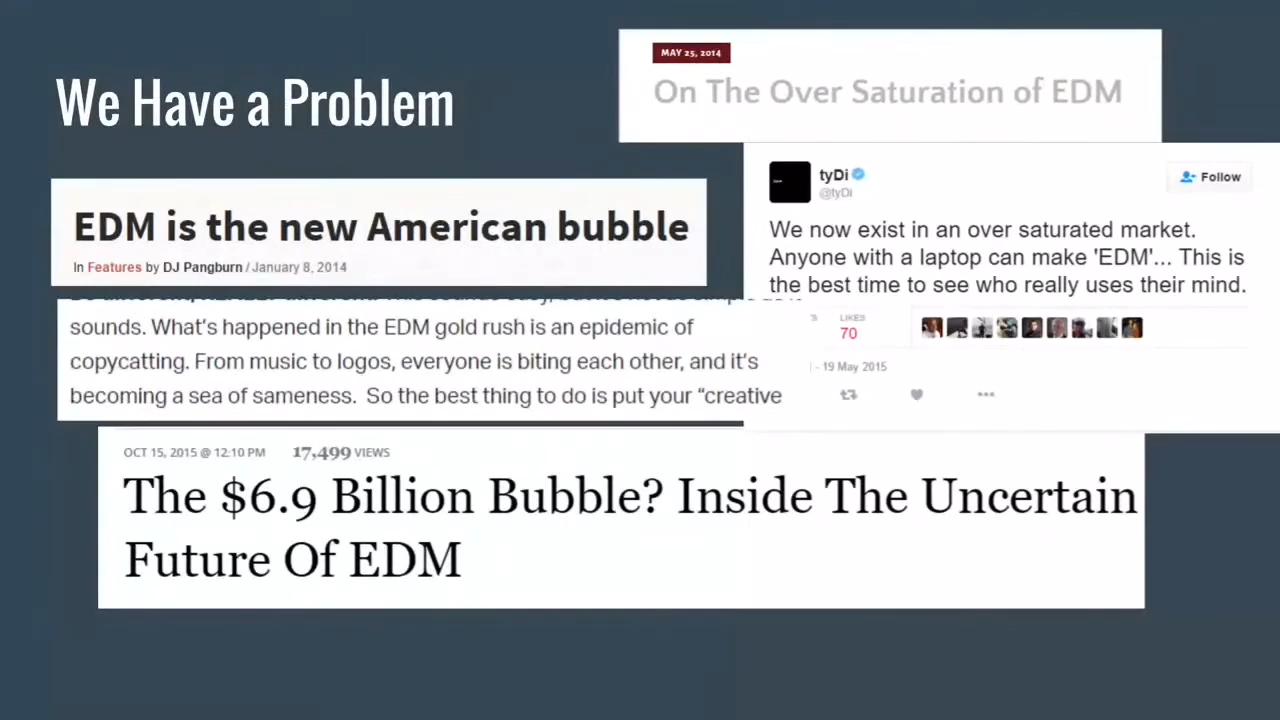 We Have a Problem
MAY 25, 2014
On The Over Saturation of EDM
EDM is the new American bubble
In Features by DJ Pangburn / January 8, 2014
tyDi
@tyDi
Follow
We now exist in an over saturated market.
Anyone with a laptop can make 'EDM'... This is
the best time to see who really uses their mind.
LIKES
70
- 19 May 2015
sounds. What's happened in the EDM gold rush is an epidemic of
copycatting. From music to logos, everyone is biting each other, and it's
becoming a sea of sameness. So the best thing to do is put your “creative
OCT 15, 2015 @ 12:10 PM 17,499 VIEWS
The $6.9 Billion Bubble? Inside The Uncertain
Future Of EDM